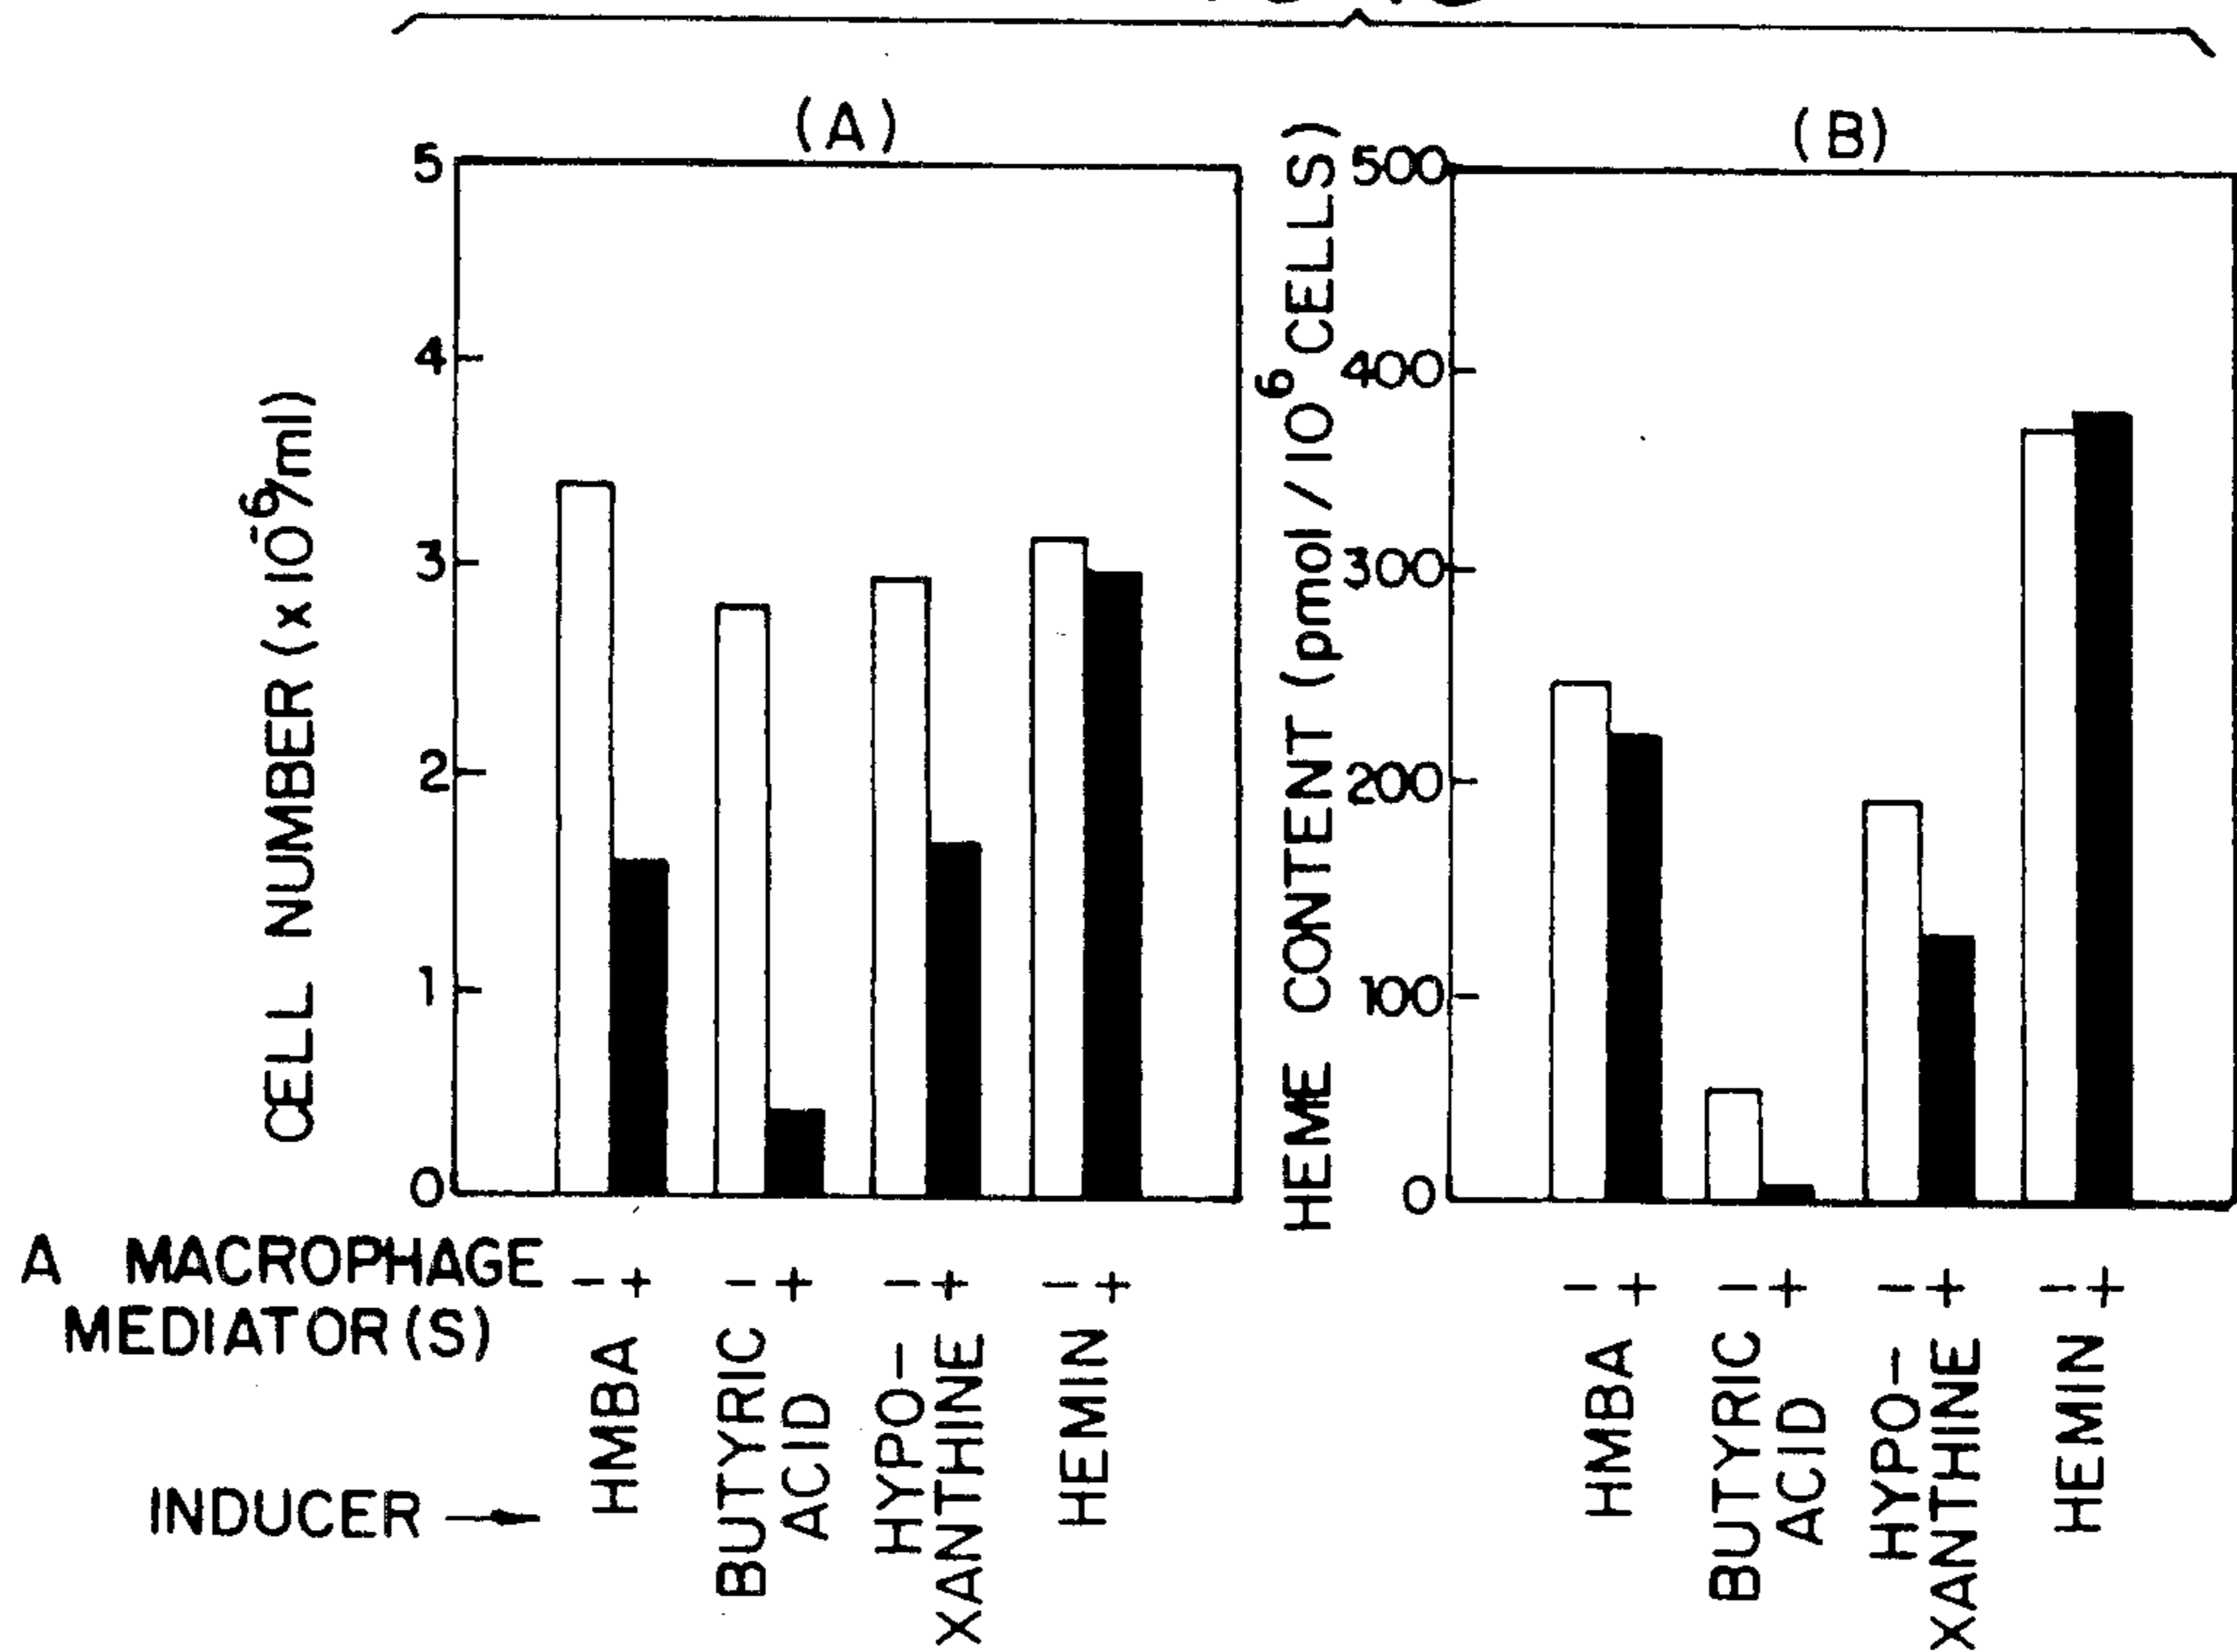 (A)
5
4
3
2
1
0
CELL NUMBER (x10⁻⁶/ml)
(B)
500
400
300
200
100
0
HEME CONTENT (pmol/10⁶ CELLS)
A MACROPHAGE - + - + - + - + - + - + - + - +
MEDIATOR(S)
INDUCER
HMBA
BUTYRIC
ACID
HYPO-
XANTHINE
HEMIN
HMBA
BUTYRIC
ACID
HYPO-
XANTHINE
HEMIN